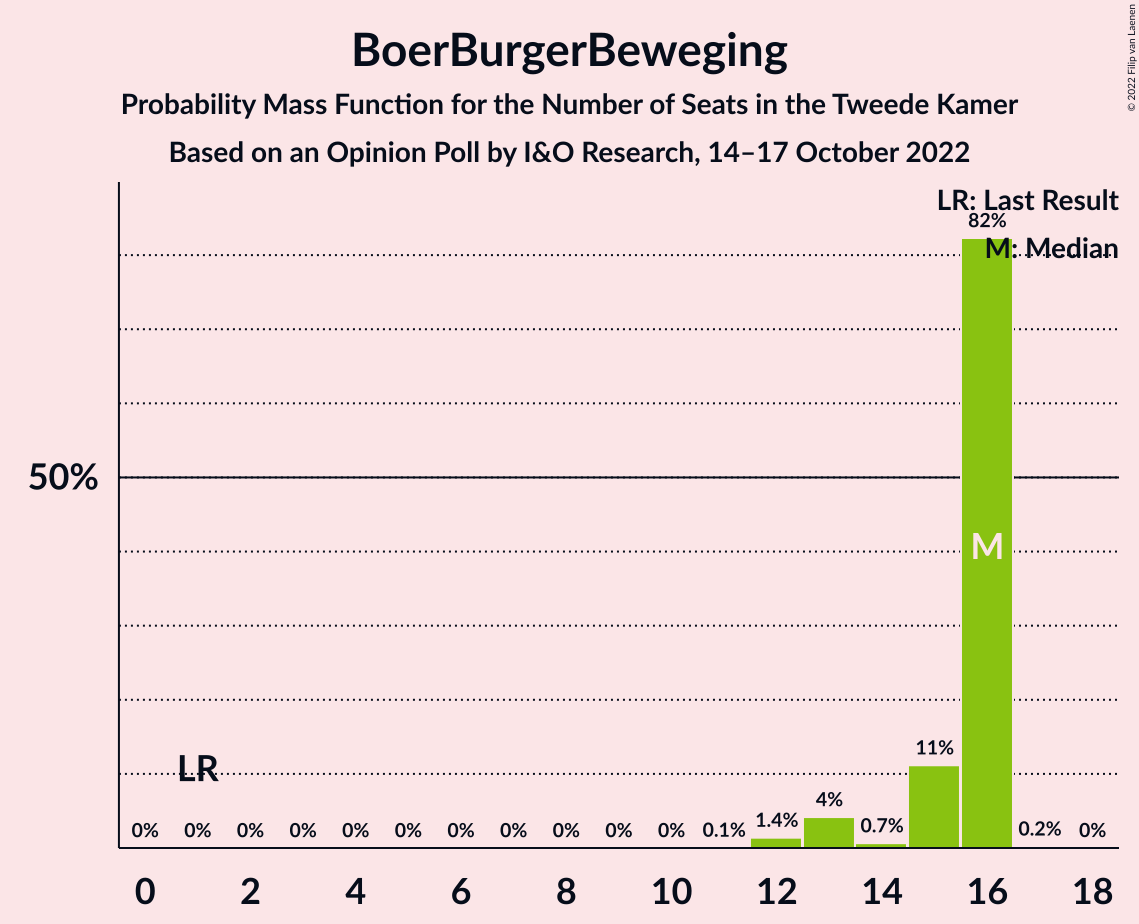 BoerBurgerBeweging
Probability Mass Function for the Number of Seats in the Tweede Kamer
Based on an Opinion Poll by I&O Research, 14–17 October 2022
© 2022 Filip van Laenen
LR: Last Result
82%
M: Median
50%
M
LR
11%
4%
1.4%
0.7%
0% 0% 0% 0% 0% 0% 0% 0% 0% 0% 0% 0.1% 0.2% 0%
0 2 4 6 8 10 12 14 16 18